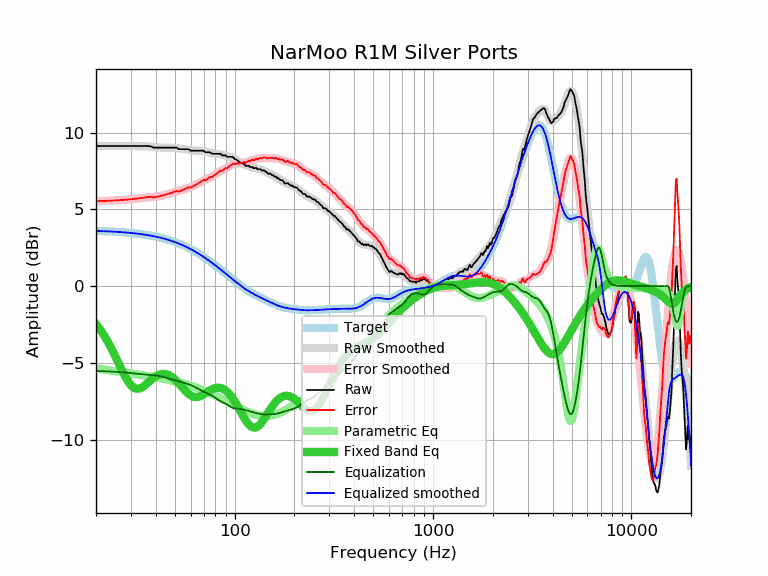 NarMoo R1M Silver Ports
Amplitude (dBr)
10
5
0
−5
−10
Target
Raw Smoothed
Error Smoothed
Raw
Error
Parametric Eq
Fixed Band Eq
Equalization
Equalized smoothed
100
1000
10000
Frequency (Hz)